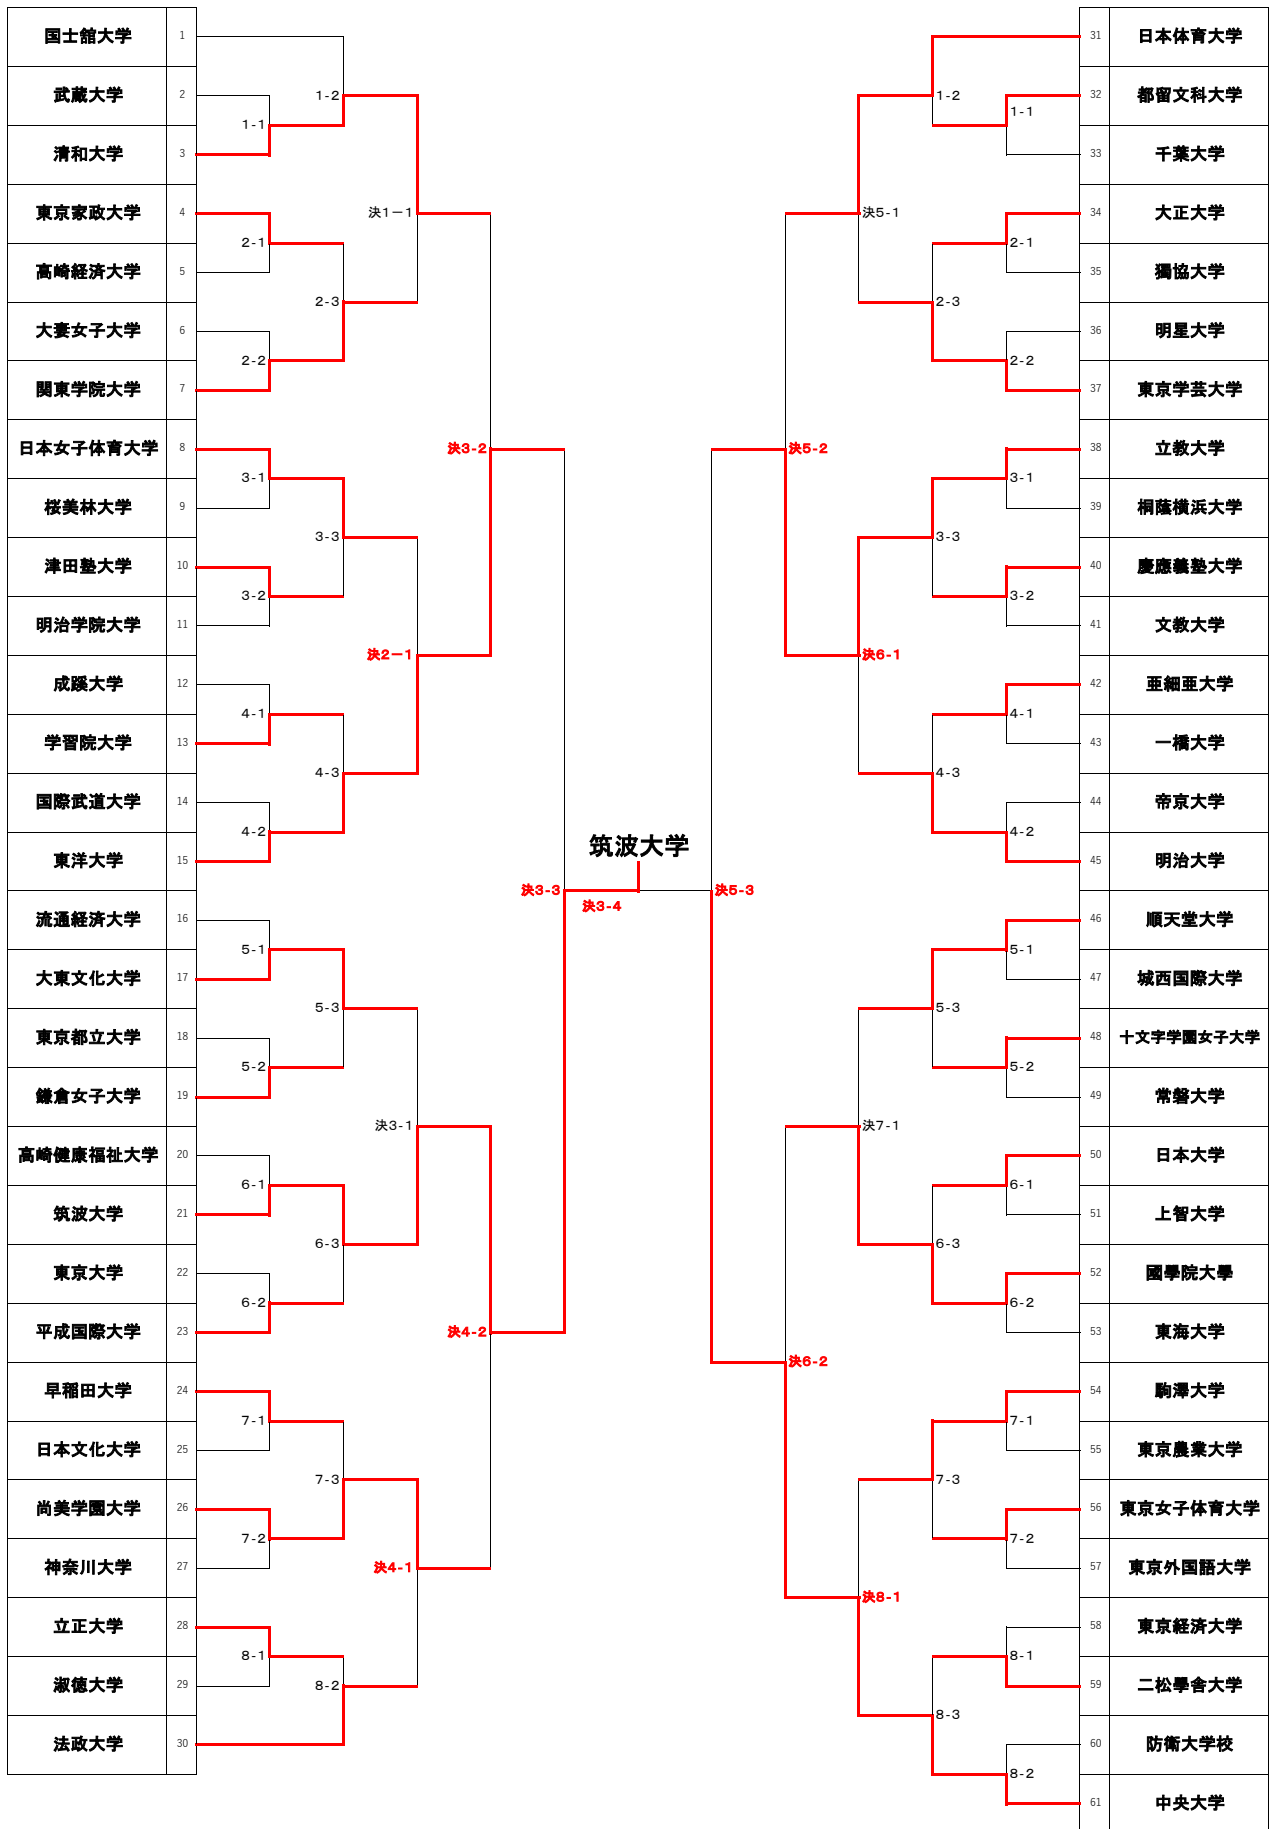 国士舘大学 1
武蔵大学 2
清和大学 3
東京家政大学 4
高崎経済大学 5
大妻女子大学 6
関東学院大学 7
日本女子体育大学 8
桜美林大学 9
津田塾大学 10
明治学院大学 11
成蹊大学 12
学習院大学 13
国際武道大学 14
東洋大学 15
流通経済大学 16
大東文化大学 17
東京都立大学 18
鎌倉女子大学 19
高崎健康福祉大学 20
筑波大学 21
東京大学 22
平成国際大学 23
早稲田大学 24
日本文化大学 25
尚美学園大学 26
神奈川大学 27
立正大学 28
淑徳大学 29
法政大学 30
1-1
2-1
2-2
3-1
3-2
4-1
4-2
5-1
5-2
6-1
6-2
7-1
7-2
8-1
1-2
2-3
3-3
4-3
5-3
6-3
7-3
8-2
決1－1
決2－1
決3-1
決4-1
決3-2
決4-2
決3-3
筑波大学
決3-4
決5-3
決5-2
決6-2
決5-1
決6-1
決7-1
決8-1
1-2
2-3
3-3
4-3
5-3
6-3
7-3
8-3
1-1
2-1
2-2
3-1
3-2
4-1
4-2
5-1
5-2
6-1
6-2
7-1
7-2
8-1
8-2
31 日本体育大学
32 都留文科大学
33 千葉大学
34 大正大学
35 獨協大学
36 明星大学
37 東京学芸大学
38 立教大学
39 桐蔭横浜大学
40 慶應義塾大学
41 文教大学
42 亜細亜大学
43 一橋大学
44 帝京大学
45 明治大学
46 順天堂大学
47 城西国際大学
48 十文字学園女子大学
49 常磐大学
50 日本大学
51 上智大学
52 國學院大學
53 東海大学
54 駒澤大学
55 東京農業大学
56 東京女子体育大学
57 東京外国語大学
58 東京経済大学
59 二松學舎大学
60 防衛大学校
61 中央大学